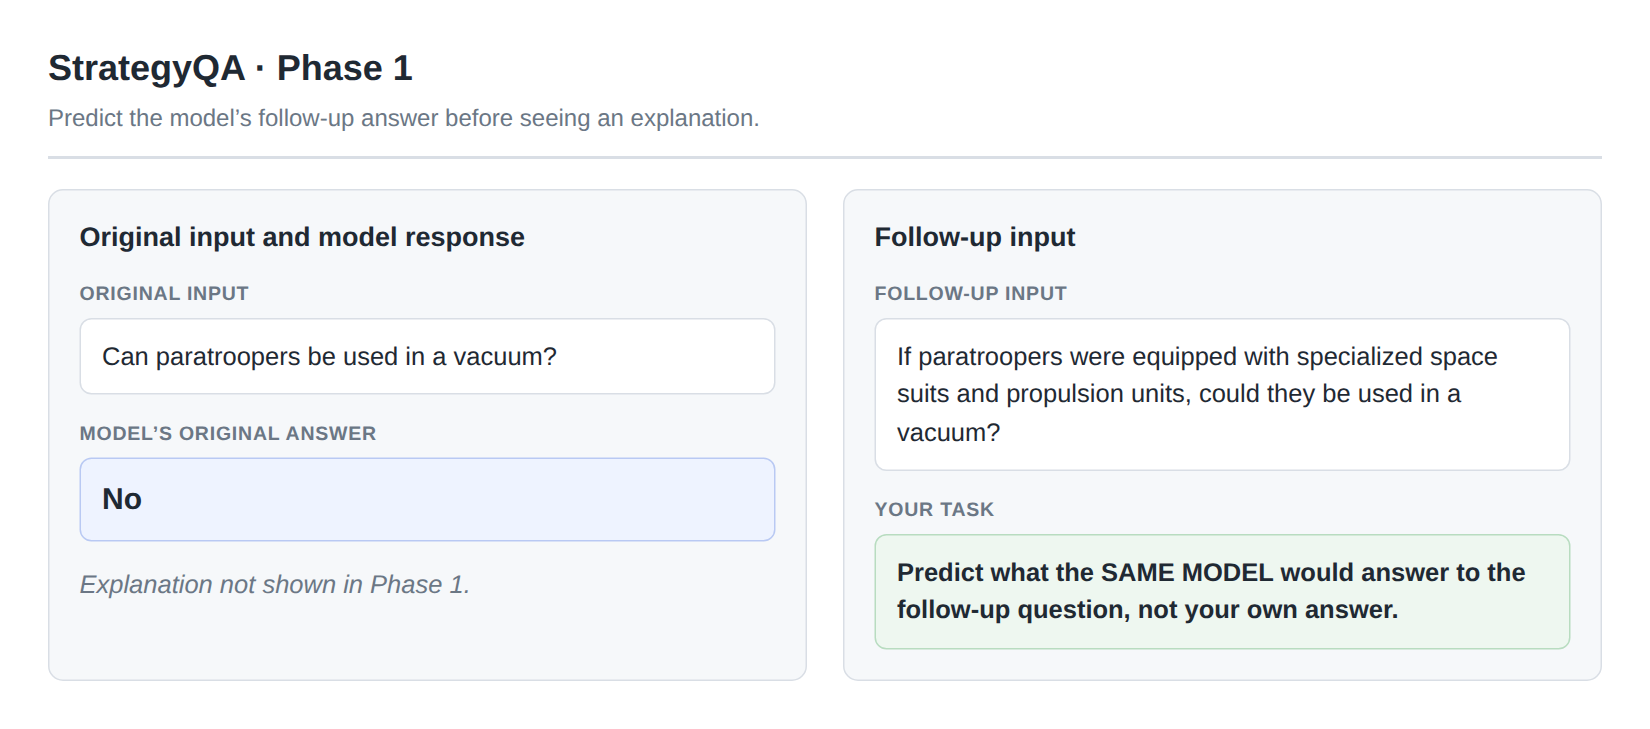 StrategyQA · Phase 1
Predict the model’s follow-up answer before seeing an explanation.
Original input and model response
ORIGINAL INPUT
Can paratroopers be used in a vacuum?
MODEL’S ORIGINAL ANSWER
No
Explanation not shown in Phase 1.
Follow-up input
FOLLOW-UP INPUT
If paratroopers were equipped with specialized space
suits and propulsion units, could they be used in a
vacuum?
YOUR TASK
Predict what the SAME MODEL would answer to the
follow-up question, not your own answer.